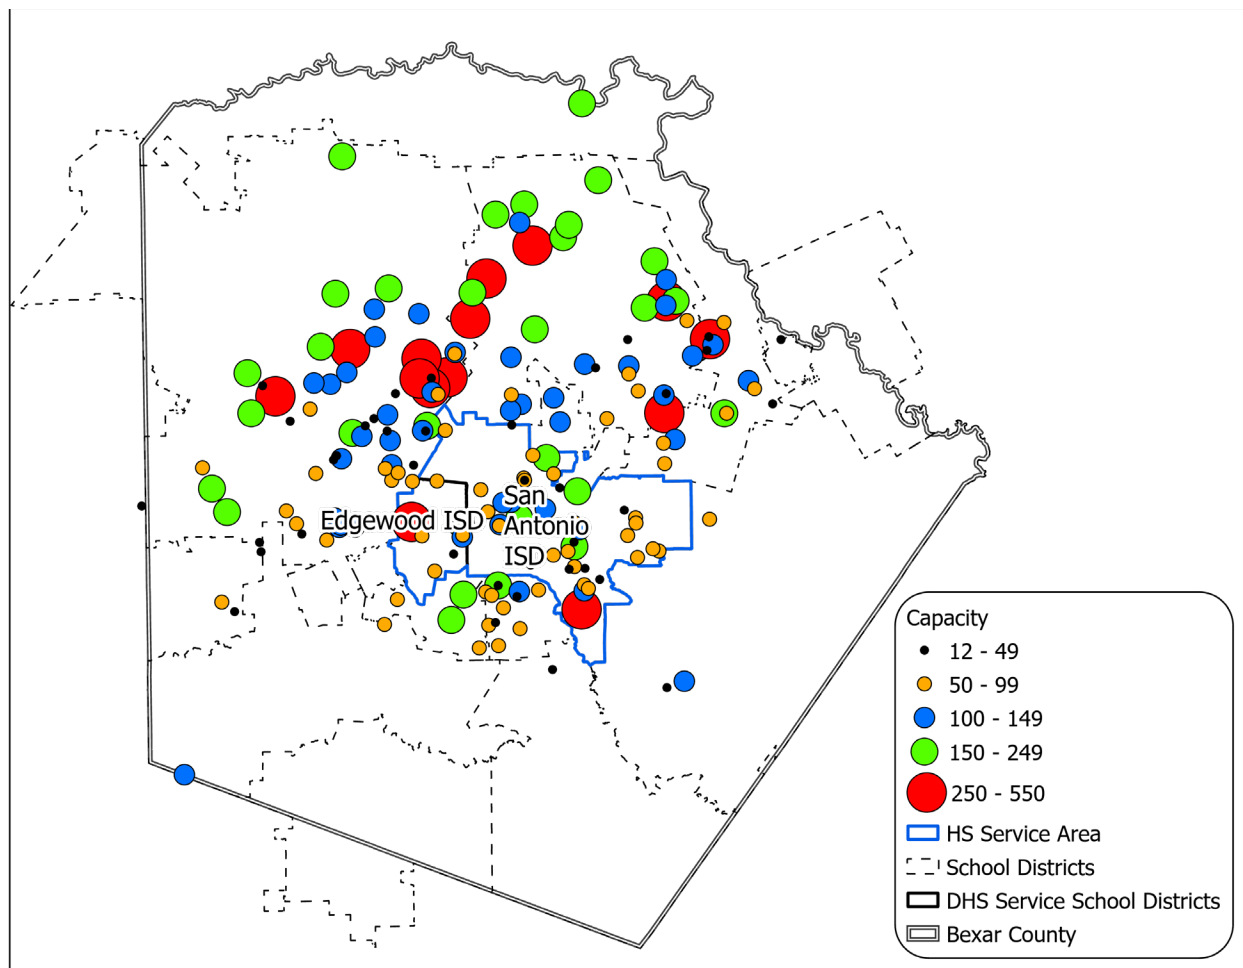 San
Edgewood ISD
Antonio
ISD
Capacity
12 - 49
50 - 99
100 - 149
150 - 249
250 - 550
HS Service Area
School Districts
DHS Service School Districts
Bexar County